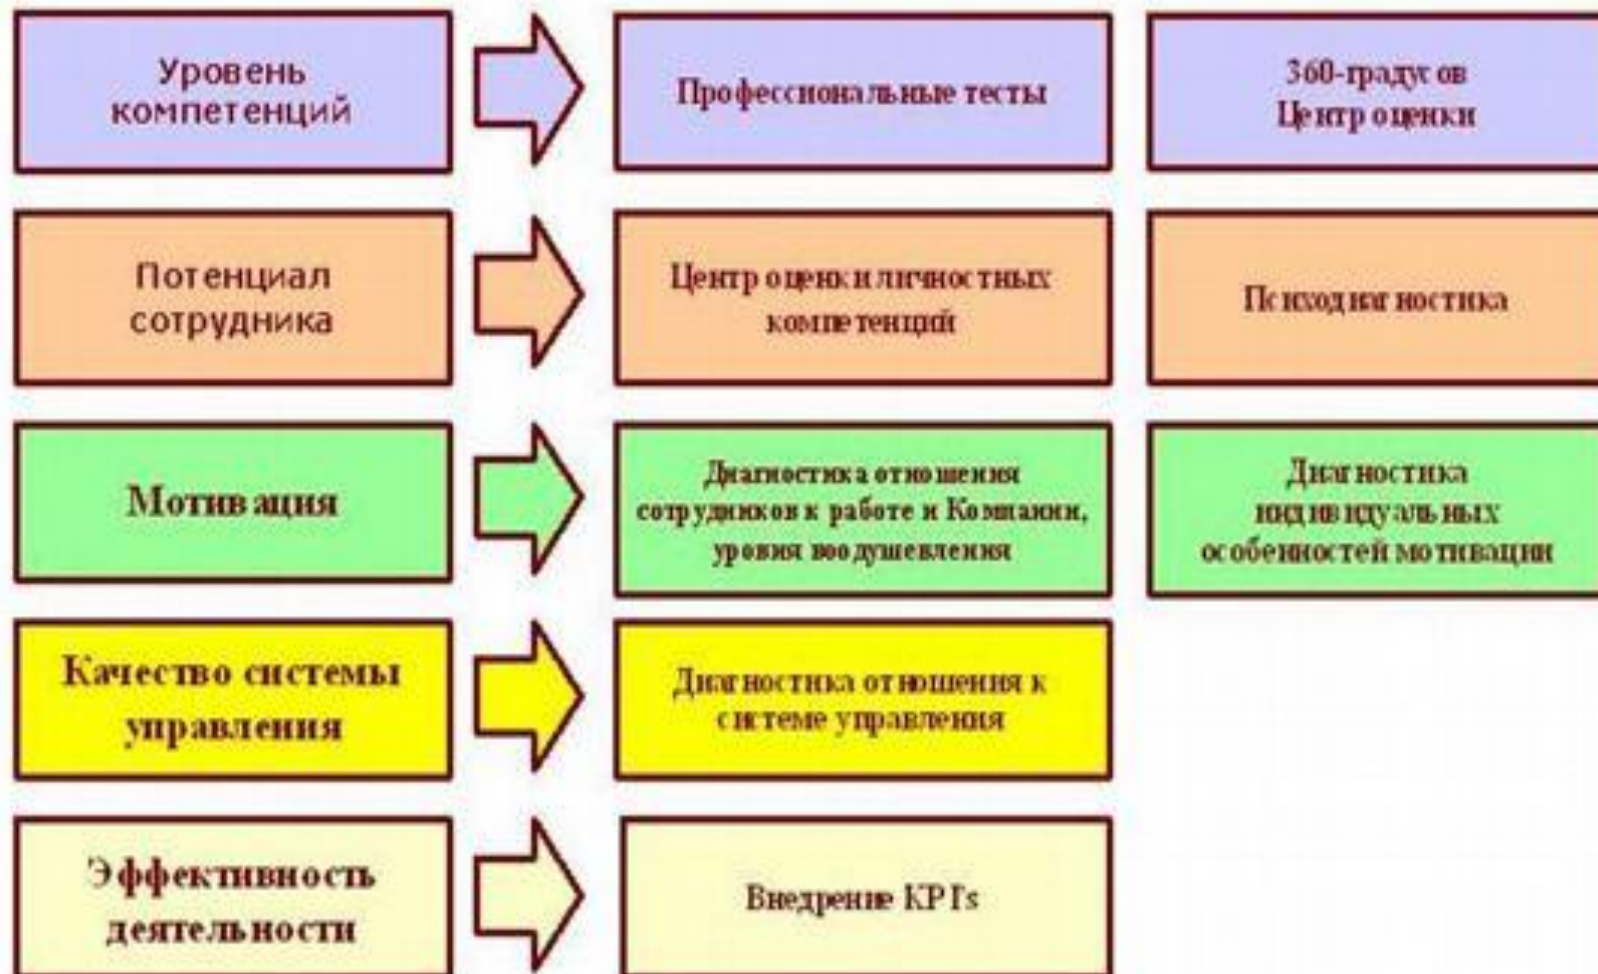 Уровень
компетенций
Профессиональные тесты
360-градусов
Центр оценки
Потенциал
сотрудника
Центр оценки личностных
компетенций
Психодиагностика
Мотивация
Диагностика отношения
сотрудников к работе и Компании,
уровня воодушевления
Диагностика
индивидуальных
особенностей мотивации
Качество системы
управления
Диагностика отношения к
системе управления
Эффективность
деятельности
Внедрение KPI's